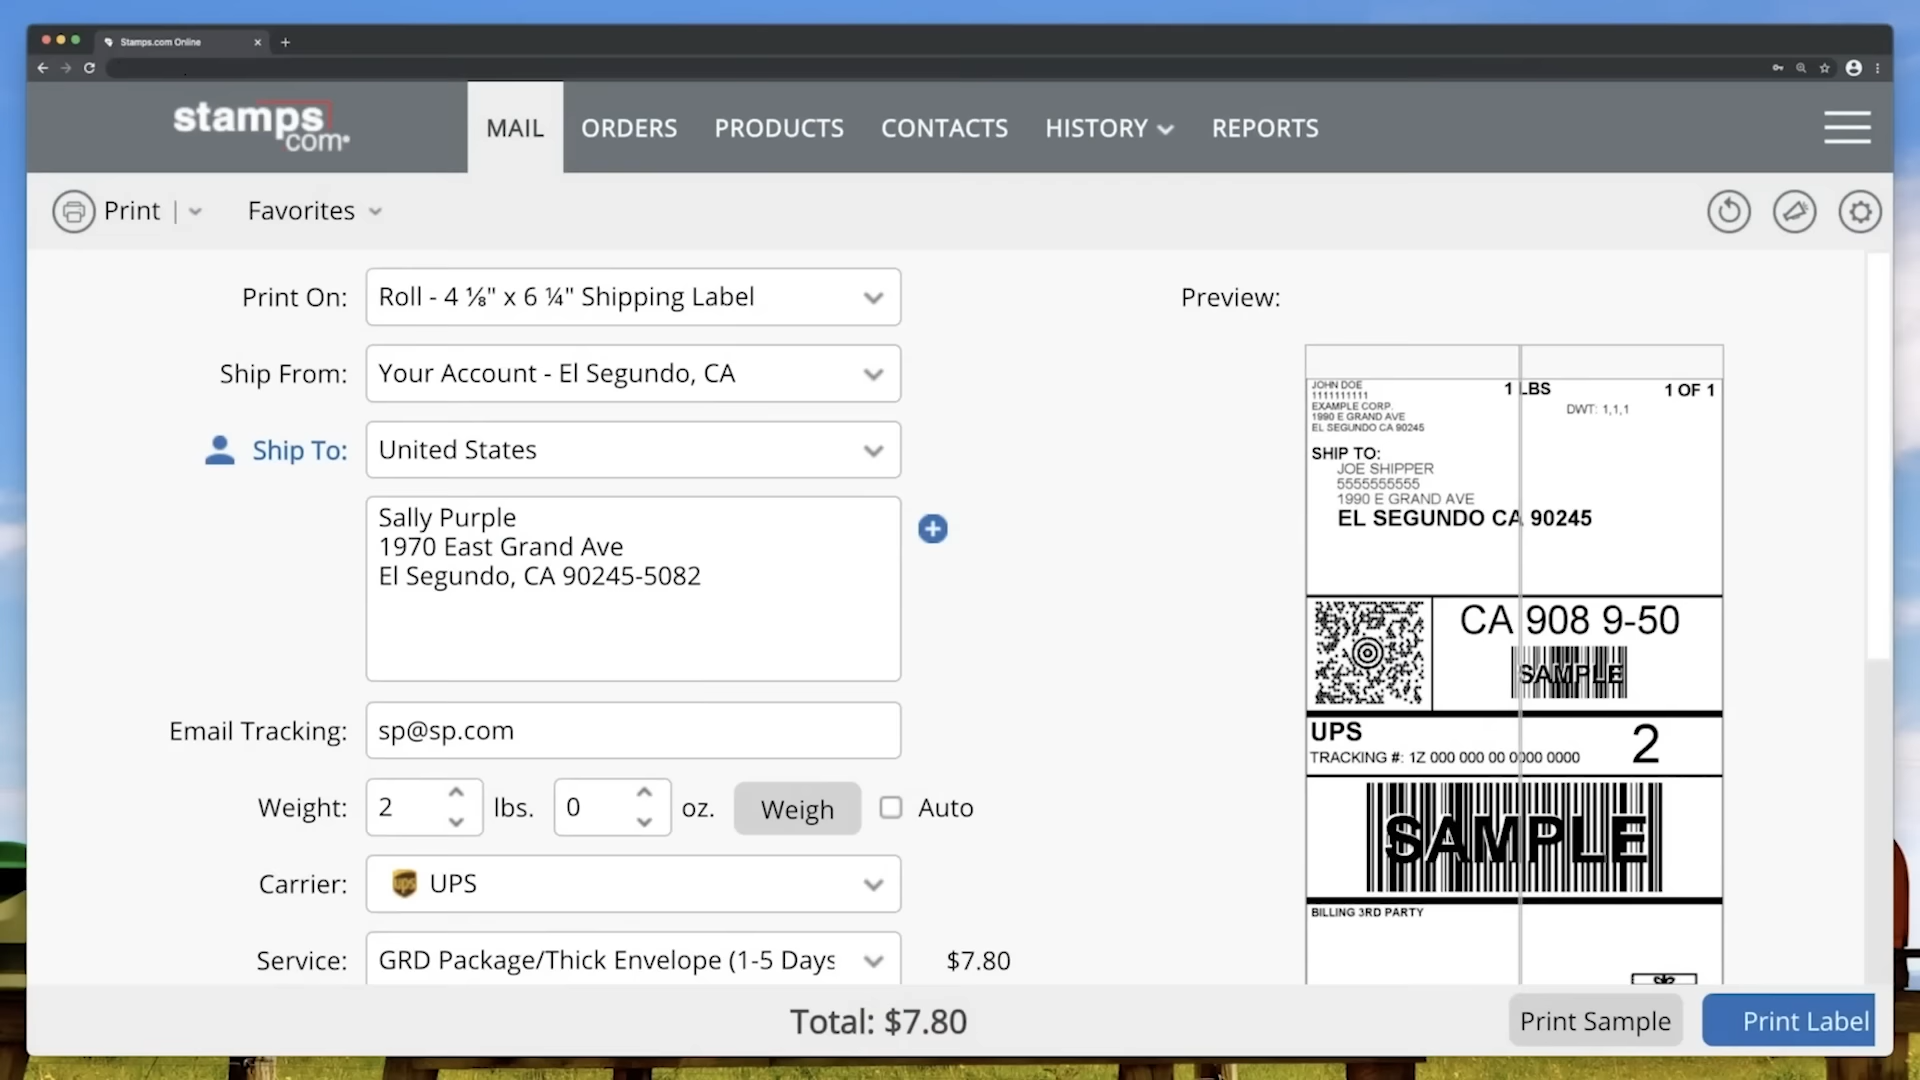 Stamps.com Online
stamps
com
MAIL
ORDERS
PRODUCTS
CONTACTS
HISTORY
REPORTS
Print
Favorites
Print On:
Roll - 4 ⅛" x 6 ¼" Shipping Label
Ship From:
Your Account - El Segundo, CA
Ship To:
United States
Sally Purple
1970 East Grand Ave
El Segundo, CA 90245-5082
Email Tracking:
sp@sp.com
Weight:
2
lbs.
0
oz.
Weigh
Auto
Carrier:
ups
UPS
Service:
GRD Package/Thick Envelope (1-5 Days
$7.80
Preview:
JOHN DOE
1111111111
EXAMPLE CORP.
1990 E GRAND AVE
EL SEGUNDO CA 90245
1 LBS
1 OF 1
DWT: 1,1,1
SHIP TO:
JOE SHIPPER
5555555555
1990 E GRAND AVE
EL SEGUNDO CA 90245
CA 908 9-50
SAMPLE
UPS
2
TRACKING #: 1Z 000 000 00 0000 0000
SAMPLE
BILLING 3RD PARTY
Total: $7.80
Print Sample
Print Label